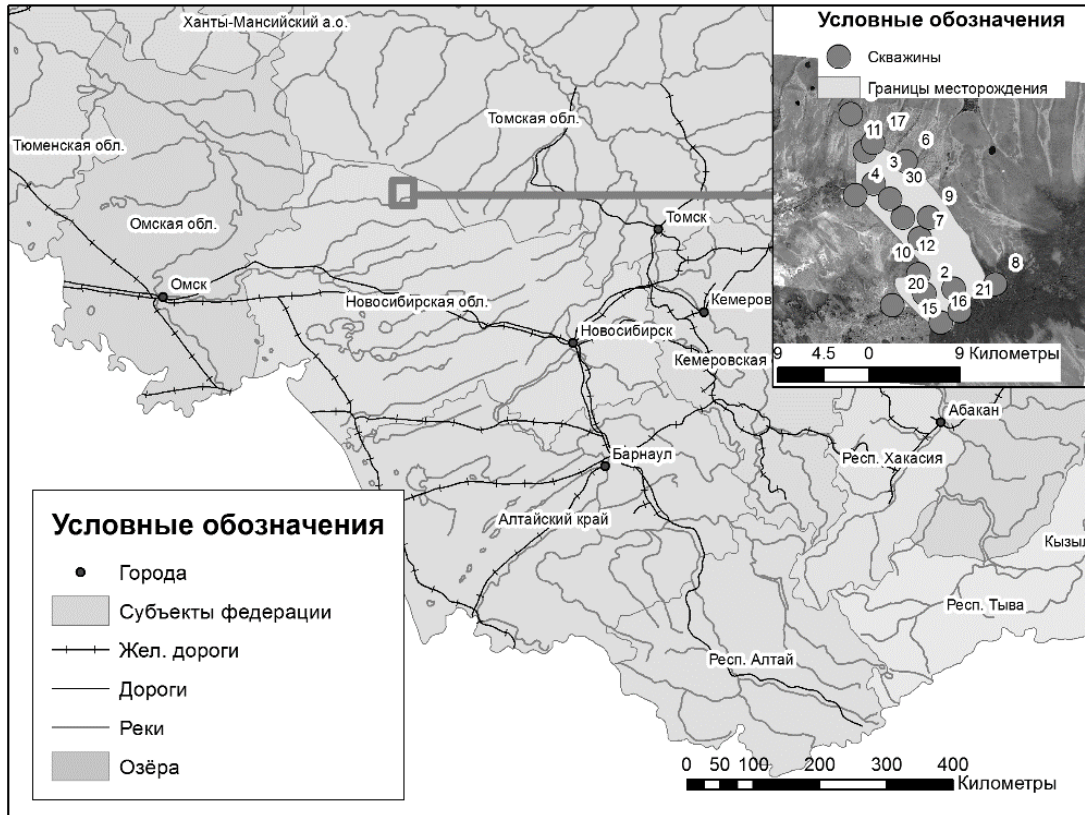 Ханты-Мансийский а.о.
Томская обл.
Тюменская обл.
Омская обл.
Томск
Омск
Новосибирская обл.
Кемеров
Новосибирск
Кемеровская
Абакан
Барнаул
Респ. Хакасия
Алтайский край
Кызыл
Респ. Тыва
Респ. Алтай
Условные обозначения
Скважины
Границы месторождения
17
11
6
3
4
30
9
7
12
10
8
2
20
21
16
15
9 4.5 0 9 Километры
Условные обозначения
Города
Субъекты федерации
Жел. дороги
Дороги
Реки
Озёра
0 50 100 200 300 400
Километры